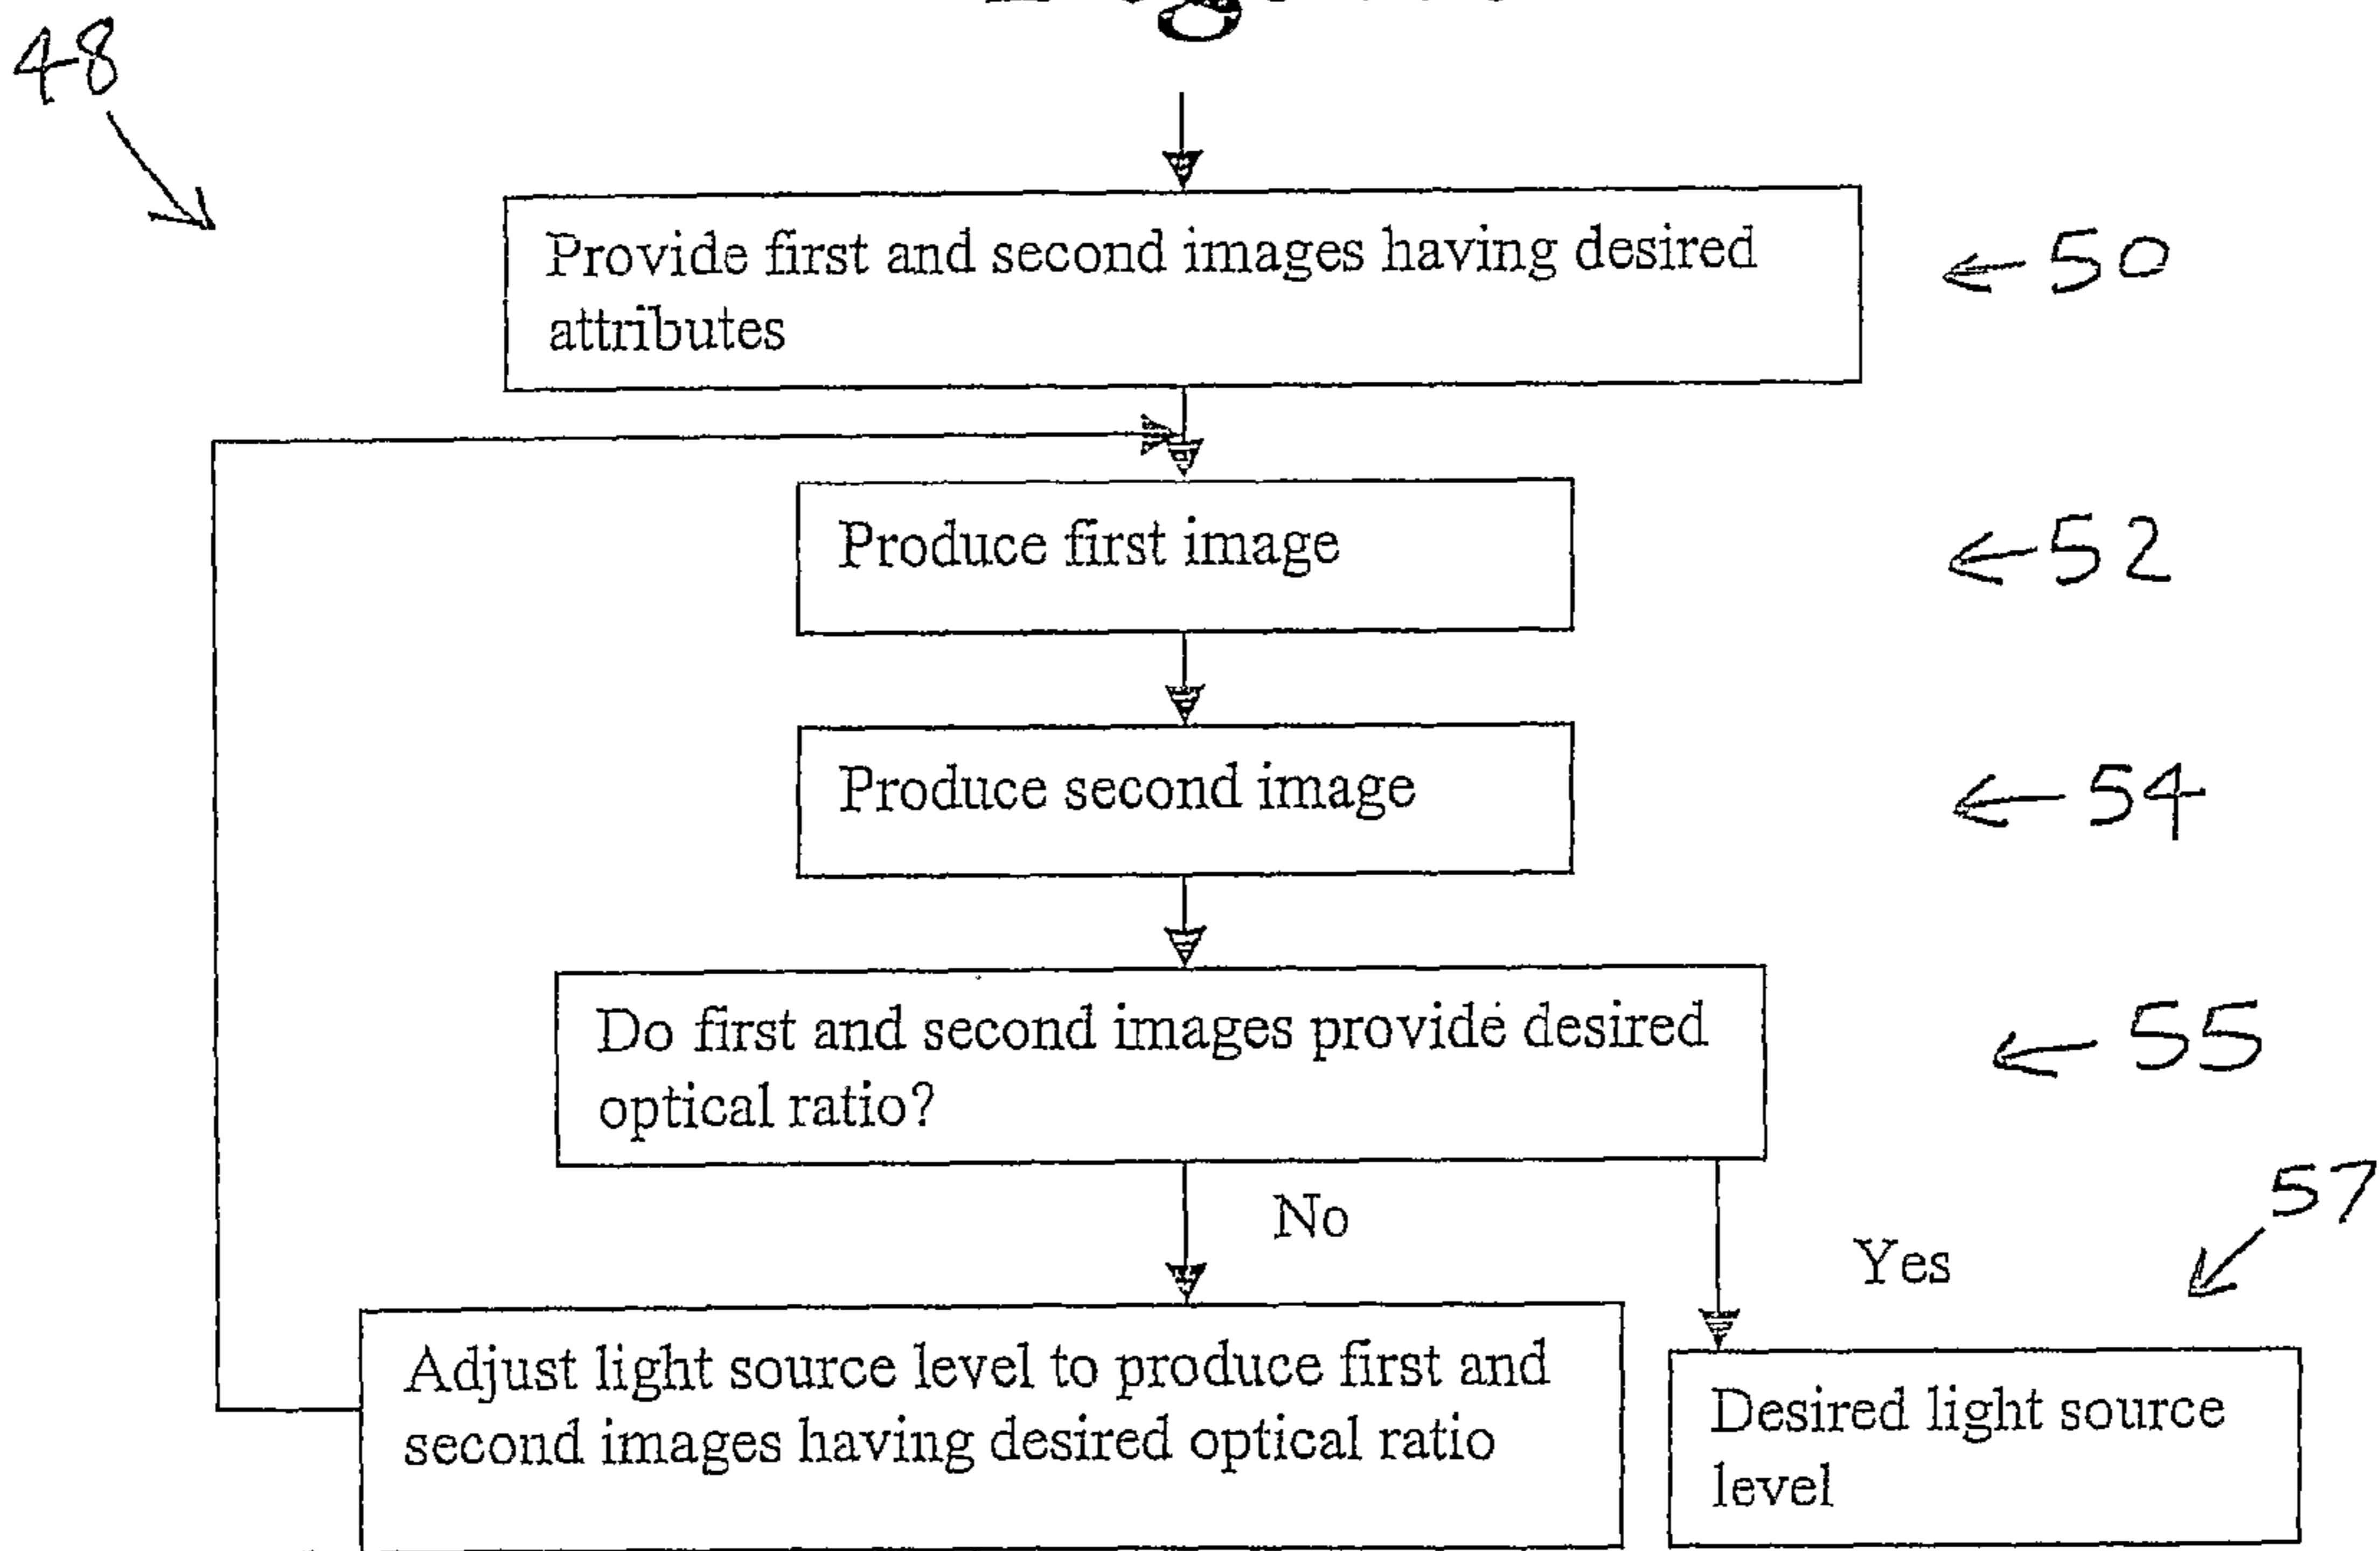 48
Provide first and second images having desired
attributes
50
Produce first image
52
Produce second image
54
Do first and second images provide desired
optical ratio?
55
No
Yes
57
Adjust light source level to produce first and
second images having desired optical ratio
Desired light source
level